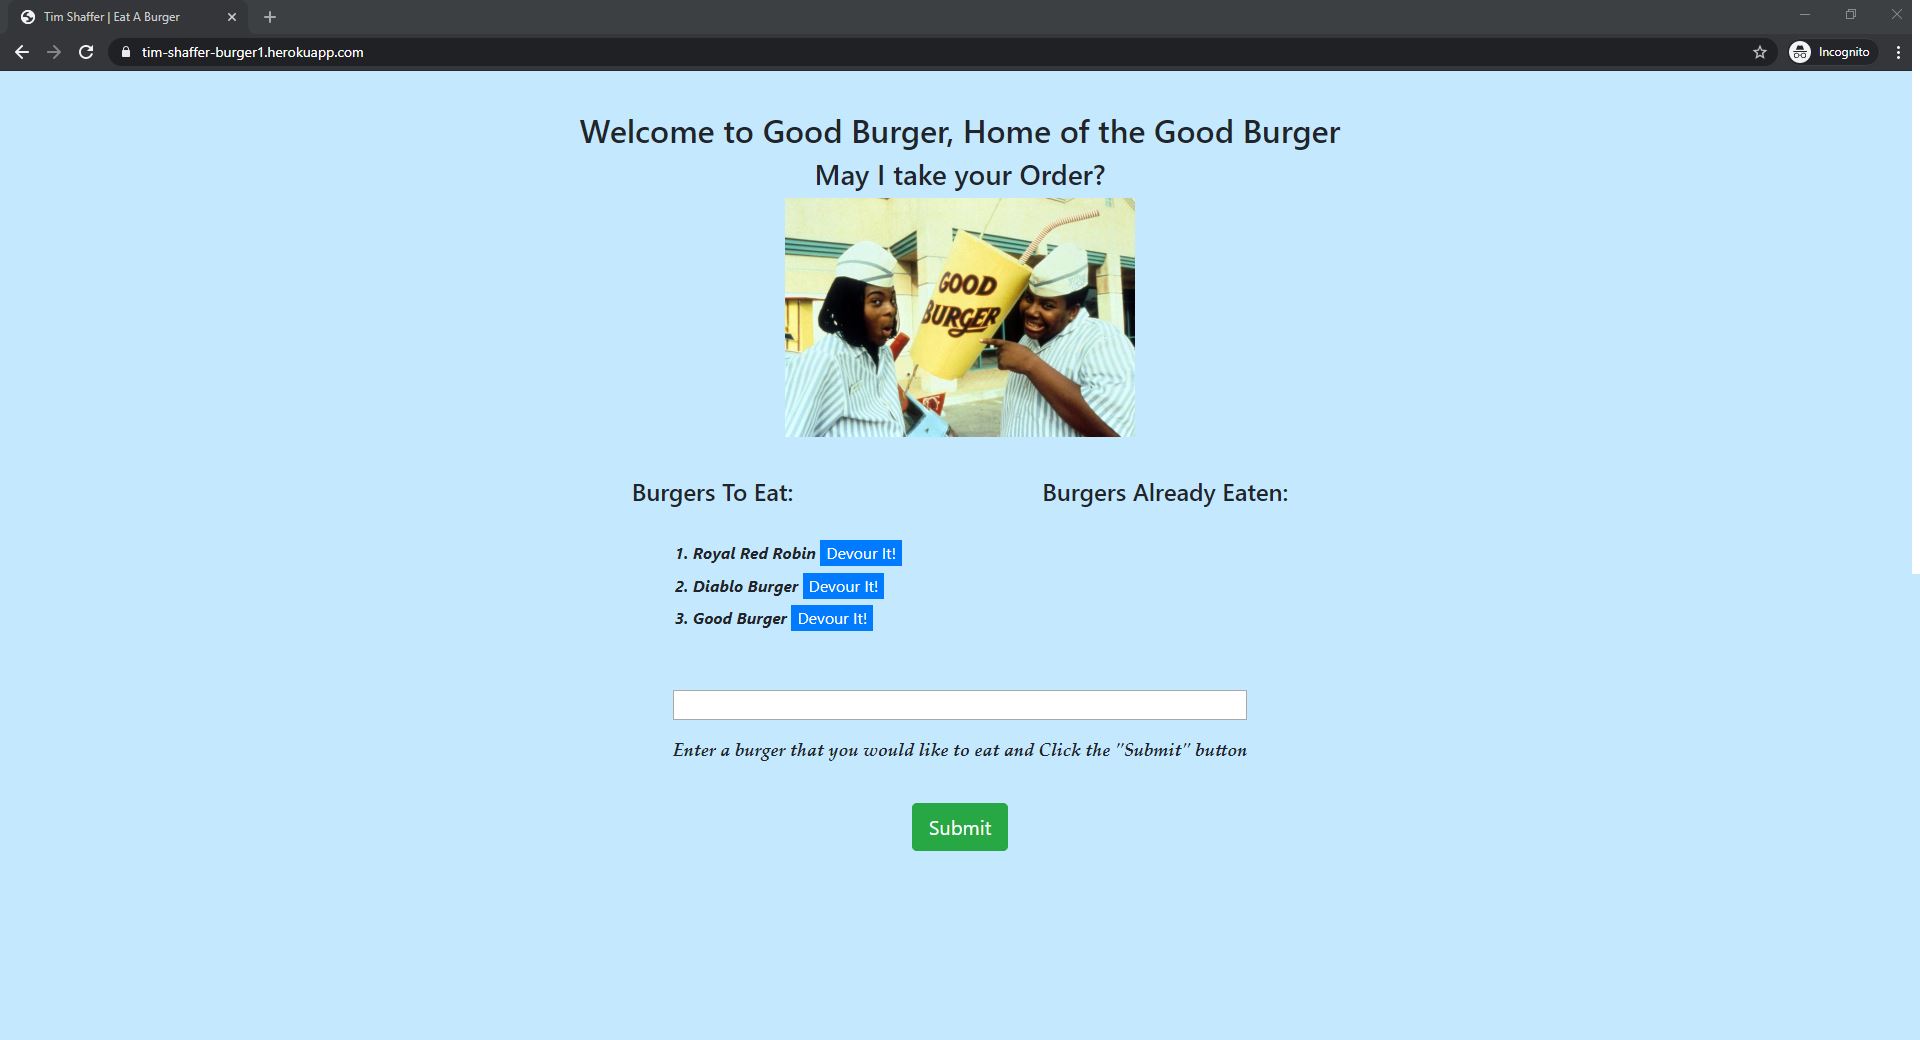 Tim Shaffer | Eat A Burger
tim-shaffer-burger1.herokuapp.com
Incognito
Welcome to Good Burger, Home of the Good Burger
May I take your Order?
GOOD
BURGER
Burgers To Eat:
Burgers Already Eaten:
1. Royal Red Robin Devour It!
2. Diablo Burger Devour It!
3. Good Burger Devour It!
Enter a burger that you would like to eat and Click the "Submit" button
Submit